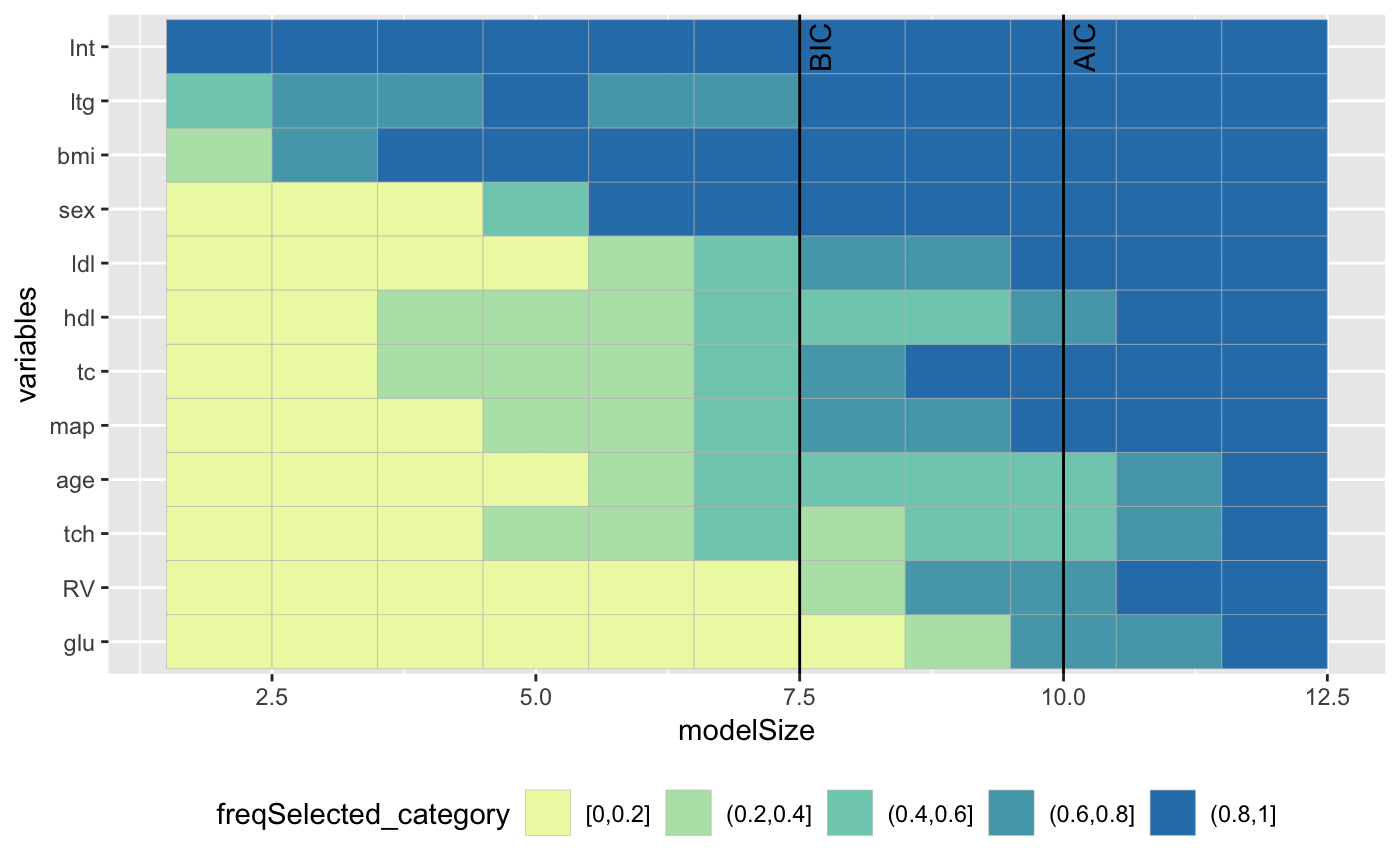 BIC
AIC
Int
ltg
bmi
sex
ldl
hdl
tc
map
age
tch
RV
glu
variables
2.5
5.0
7.5
10.0
12.5
modelSize
freqSelected_category
[0,0.2]
(0.2,0.4]
(0.4,0.6]
(0.6,0.8]
(0.8,1]